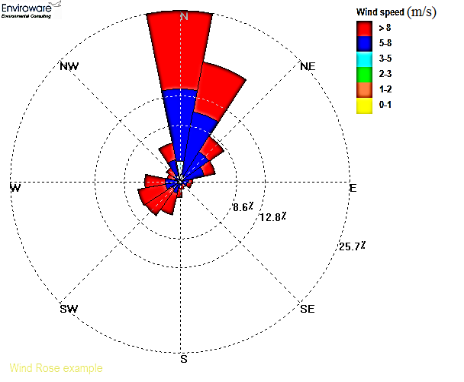 Enviroware
Environmental Consulting
Wind speed (m/s)
> 8
5-8
3-5
2-3
1-2
0-1
N
NW
NE
W
E
8.6%
12.8%
25.7%
SW
SE
S
Wind Rose example